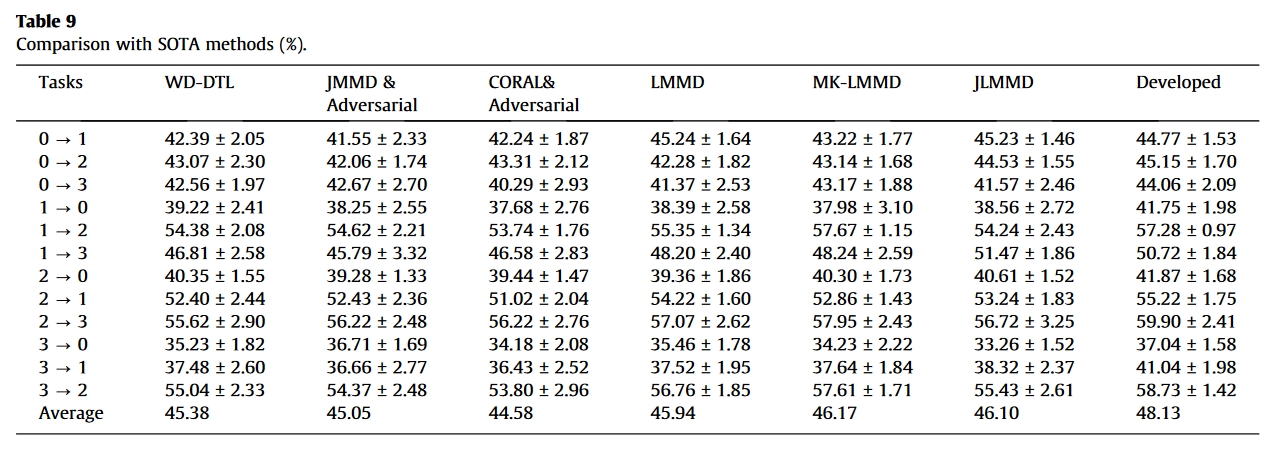 Table 9
Comparison with SOTA methods (%).
Tasks WD-DTL JMMD & Adversarial CORAL& Adversarial LMMD MK-LMMD JLMMD Developed
0 → 1 42.39 ± 2.05 41.55 ± 2.33 42.24 ± 1.87 45.24 ± 1.64 43.22 ± 1.77 45.23 ± 1.46 44.77 ± 1.53
0 → 2 43.07 ± 2.30 42.06 ± 1.74 43.31 ± 2.12 42.28 ± 1.82 43.14 ± 1.68 44.53 ± 1.55 45.15 ± 1.70
0 → 3 42.56 ± 1.97 42.67 ± 2.70 40.29 ± 2.93 41.37 ± 2.53 43.17 ± 1.88 41.57 ± 2.46 44.06 ± 2.09
1 → 0 39.22 ± 2.41 38.25 ± 2.55 37.68 ± 2.76 38.39 ± 2.58 37.98 ± 3.10 38.56 ± 2.72 41.75 ± 1.98
1 → 2 54.38 ± 2.08 54.62 ± 2.21 53.74 ± 1.76 55.35 ± 1.34 57.67 ± 1.15 54.24 ± 2.43 57.28 ± 0.97
1 → 3 46.81 ± 2.58 45.79 ± 3.32 46.58 ± 2.83 48.20 ± 2.40 48.24 ± 2.59 51.47 ± 1.86 50.72 ± 1.84
2 → 0 40.35 ± 1.55 39.28 ± 1.33 39.44 ± 1.47 39.36 ± 1.86 40.30 ± 1.73 40.61 ± 1.52 41.87 ± 1.68
2 → 1 52.40 ± 2.44 52.43 ± 2.36 51.02 ± 2.04 54.22 ± 1.60 52.86 ± 1.43 53.24 ± 1.83 55.22 ± 1.75
2 → 3 55.62 ± 2.90 56.22 ± 2.48 56.22 ± 2.76 57.07 ± 2.62 57.95 ± 2.43 56.72 ± 3.25 59.90 ± 2.41
3 → 0 35.23 ± 1.82 36.71 ± 1.69 34.18 ± 2.08 35.46 ± 1.78 34.23 ± 2.22 33.26 ± 1.52 37.04 ± 1.58
3 → 1 37.48 ± 2.60 36.66 ± 2.77 36.43 ± 2.52 37.52 ± 1.95 37.64 ± 1.84 38.32 ± 2.37 41.04 ± 1.98
3 → 2 55.04 ± 2.33 54.37 ± 2.48 53.80 ± 2.96 56.76 ± 1.85 57.61 ± 1.71 55.43 ± 2.61 58.73 ± 1.42
Average 45.38 45.05 44.58 45.94 46.17 46.10 48.13